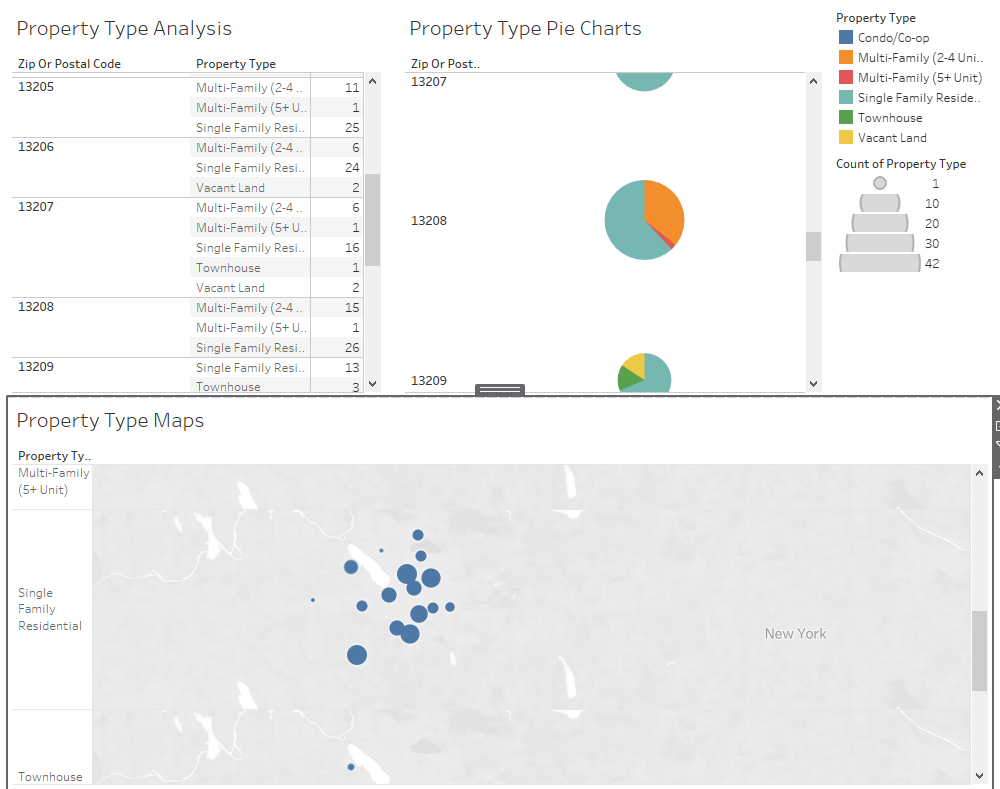 Property Type Analysis
Zip Or Postal Code Property Type
13205 Multi-Family (2-4 .. 11
Multi-Family (5+ U.. 1
Single Family Resi.. 25
13206 Multi-Family (2-4 .. 6
Single Family Resi.. 24
Vacant Land 2
13207 Multi-Family (2-4 .. 6
Multi-Family (5+ U.. 1
Single Family Resi.. 16
Townhouse 1
Vacant Land 2
13208 Multi-Family (2-4 .. 15
Multi-Family (5+ U.. 1
Single Family Resi.. 26
13209 Single Family Resi.. 13
Townhouse 3
Property Type Pie Charts
Zip Or Post..
13207
13208
13209
Property Type
Condo/Co-op
Multi-Family (2-4 Uni..
Multi-Family (5+ Unit)
Single Family Reside..
Townhouse
Vacant Land
Count of Property Type
1
10
20
30
42
Property Type Maps
Property Ty..
Multi-Family
(5+ Unit)
Single
Family
Residential
New York
Townhouse